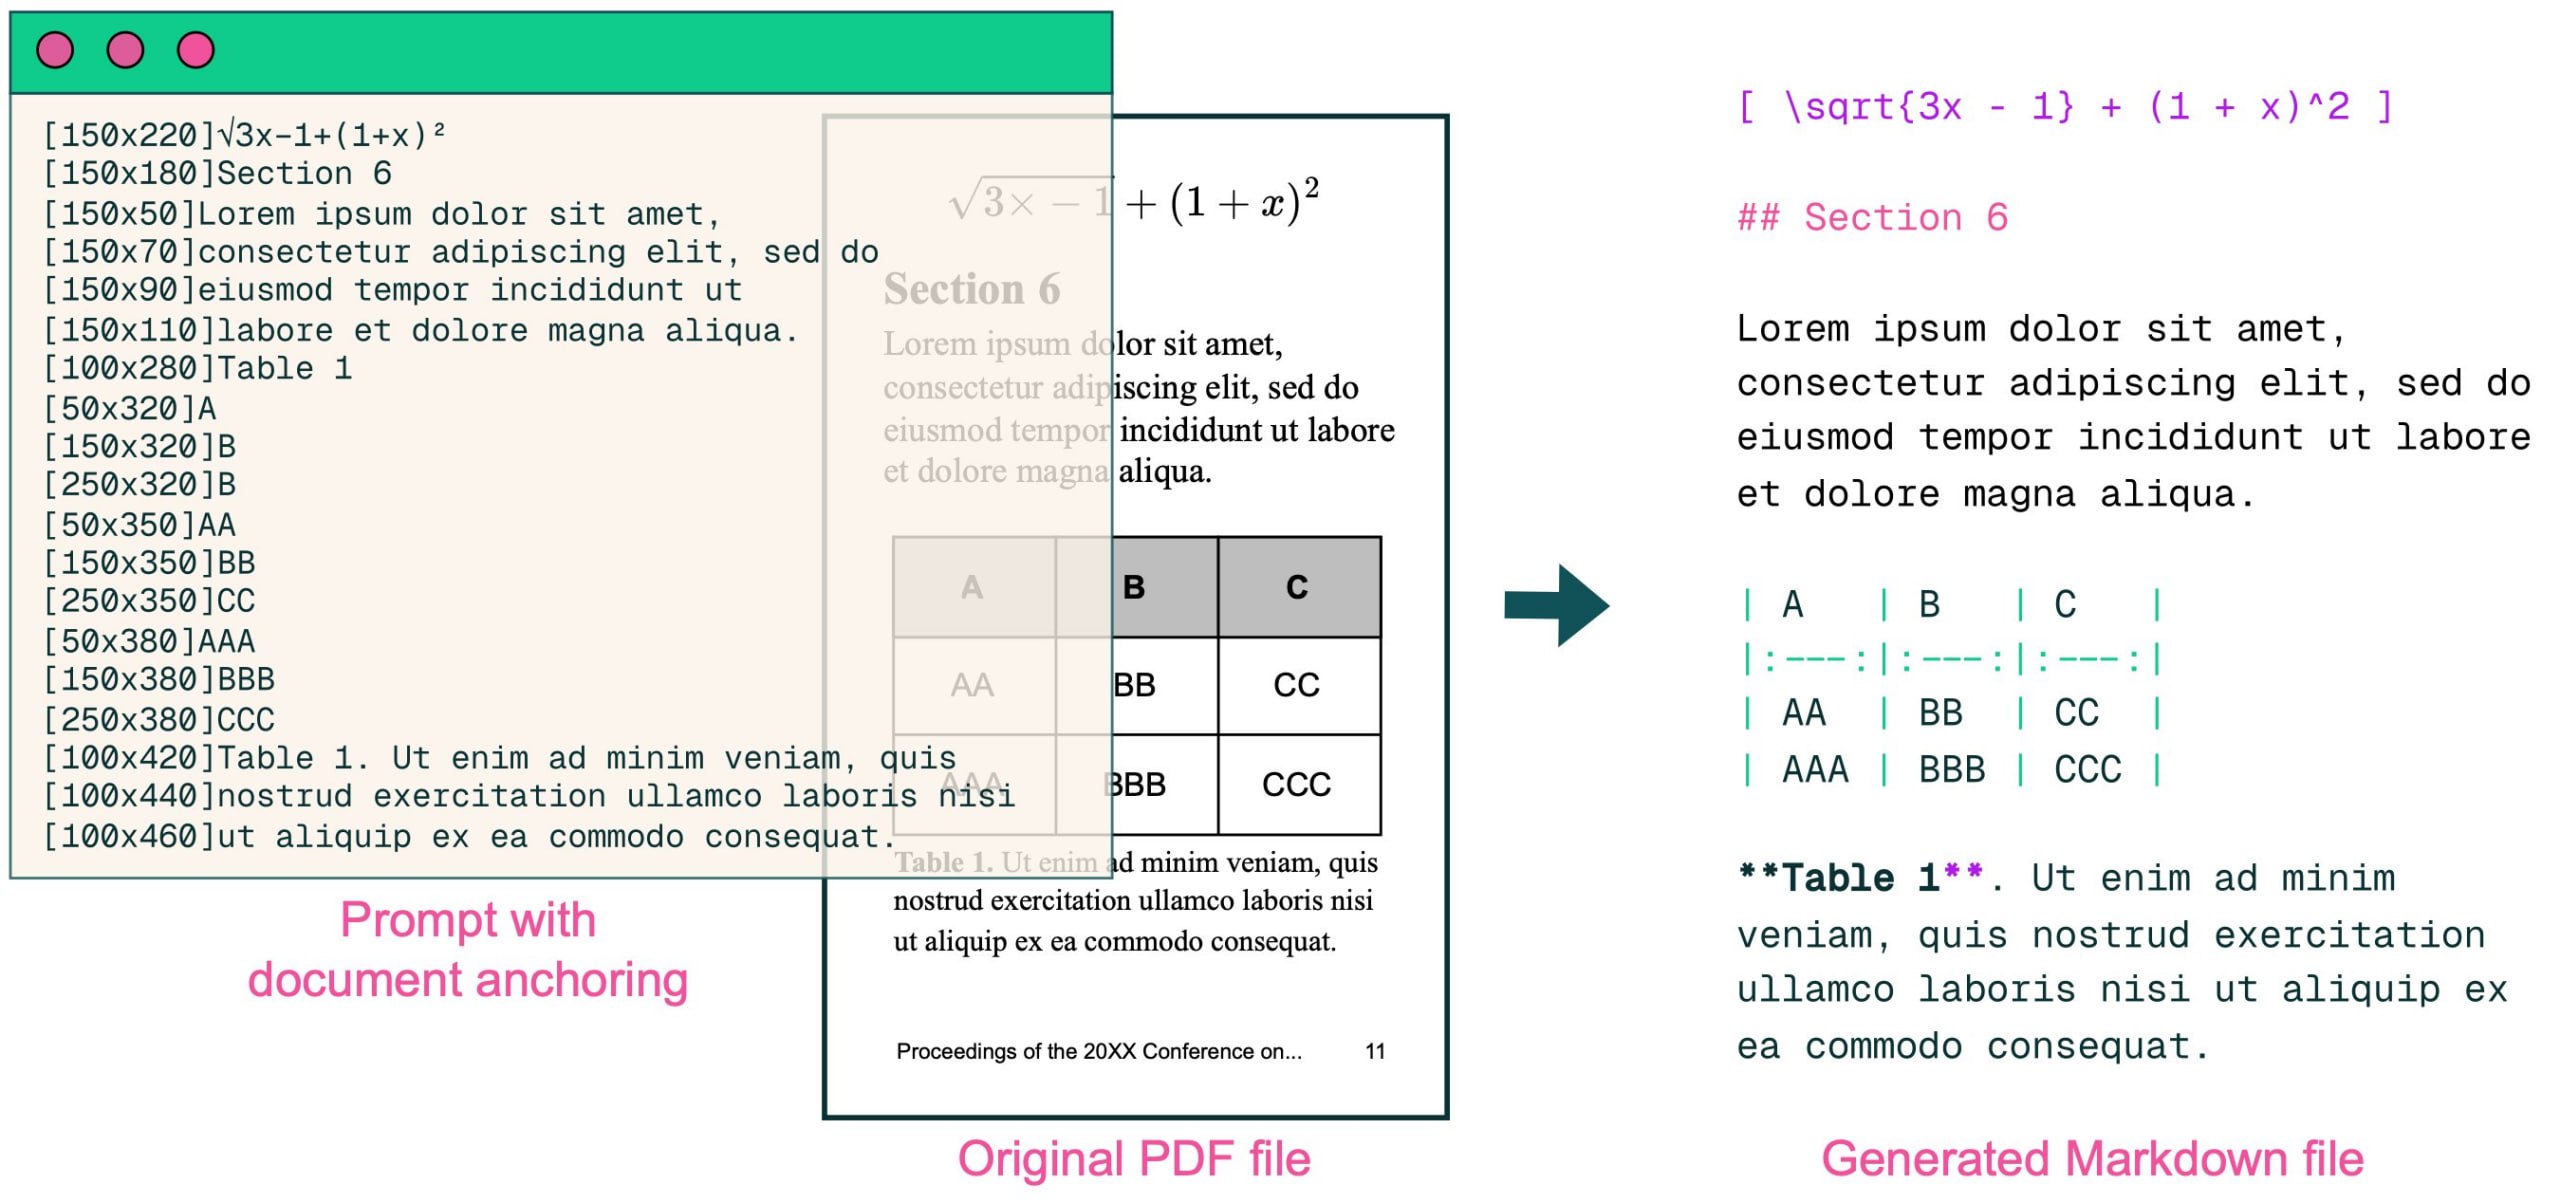 [150x220]√3x−1+(1+x)²
[150x180]Section 6
[150x50]Lorem ipsum dolor sit amet,
[150x70]consectetur adipiscing elit, sed do
[150x90]eiusmod tempor incididunt ut
[150x110]labore et dolore magna aliqua.
[100x280]Table 1
[50x320]A
[150x320]B
[250x320]B
[50x350]AA
[150x350]BB
[250x350]CC
[50x380]AAA
[150x380]BBB
[250x380]CCC
[100x420]Table 1. Ut enim ad minim veniam, quis
[100x440]nostrud exercitation ullamco laboris nisi
[100x460]ut aliquip ex ea commodo consequat.
Prompt with
document anchoring
√3× − 1 + (1 + x)²
Section 6
Lorem ipsum dolor sit amet,
consectetur adipiscing elit, sed do
eiusmod tempor incididunt ut labore
et dolore magna aliqua.
A B C
AA BB CC
AAA BBB CCC
Table 1. Ut enim ad minim veniam, quis
nostrud exercitation ullamco laboris nisi
ut aliquip ex ea commodo consequat.
Proceedings of the 20XX Conference on... 11
Original PDF file
[ \sqrt{3x - 1} + (1 + x)^2 ]
## Section 6
Lorem ipsum dolor sit amet,
consectetur adipiscing elit, sed do
eiusmod tempor incididunt ut labore
et dolore magna aliqua.
| A | B | C |
|:---:|:---:|:---:|
| AA | BB | CC |
| AAA | BBB | CCC |
**Table 1**. Ut enim ad minim
veniam, quis nostrud exercitation
ullamco laboris nisi ut aliquip ex
ea commodo consequat.
Generated Markdown file